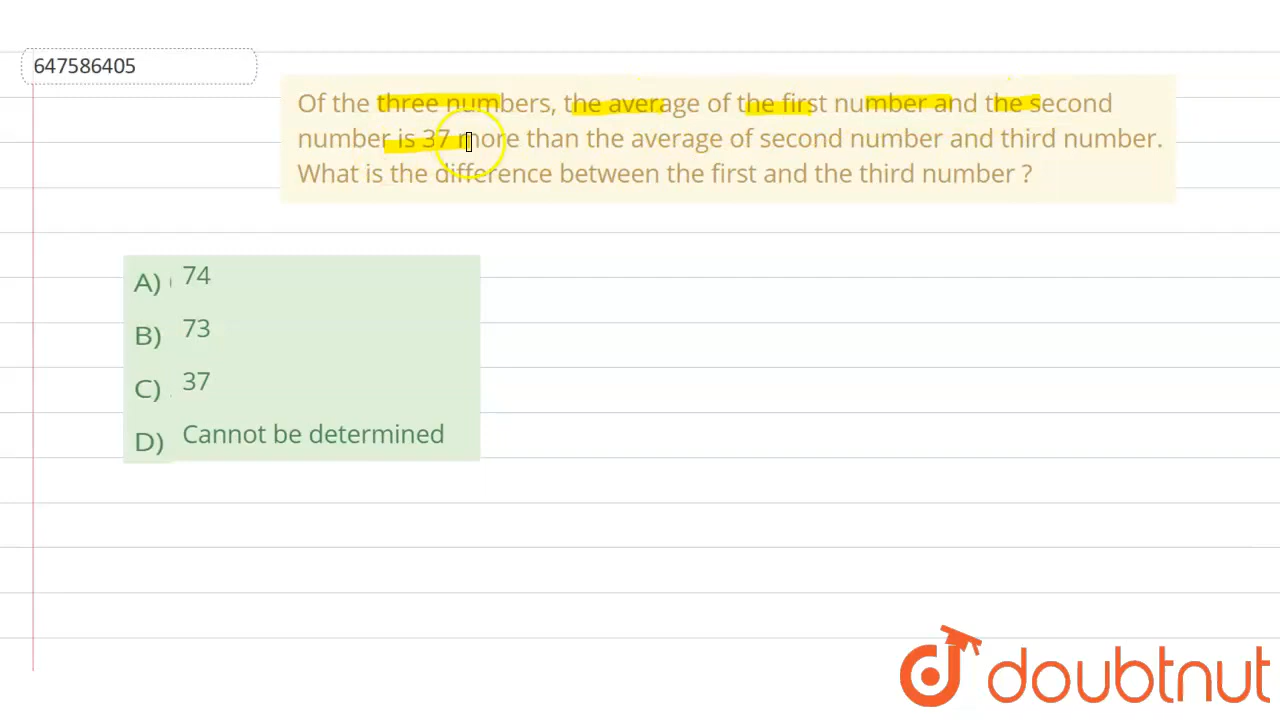 647586405
Of the three numbers, the average of the first number and the second
number is 37 more than the average of second number and third number.
What is the difference between the first and the third number ?
A) 74
B) 73
C) 37
D) Cannot be determined
doubtnut